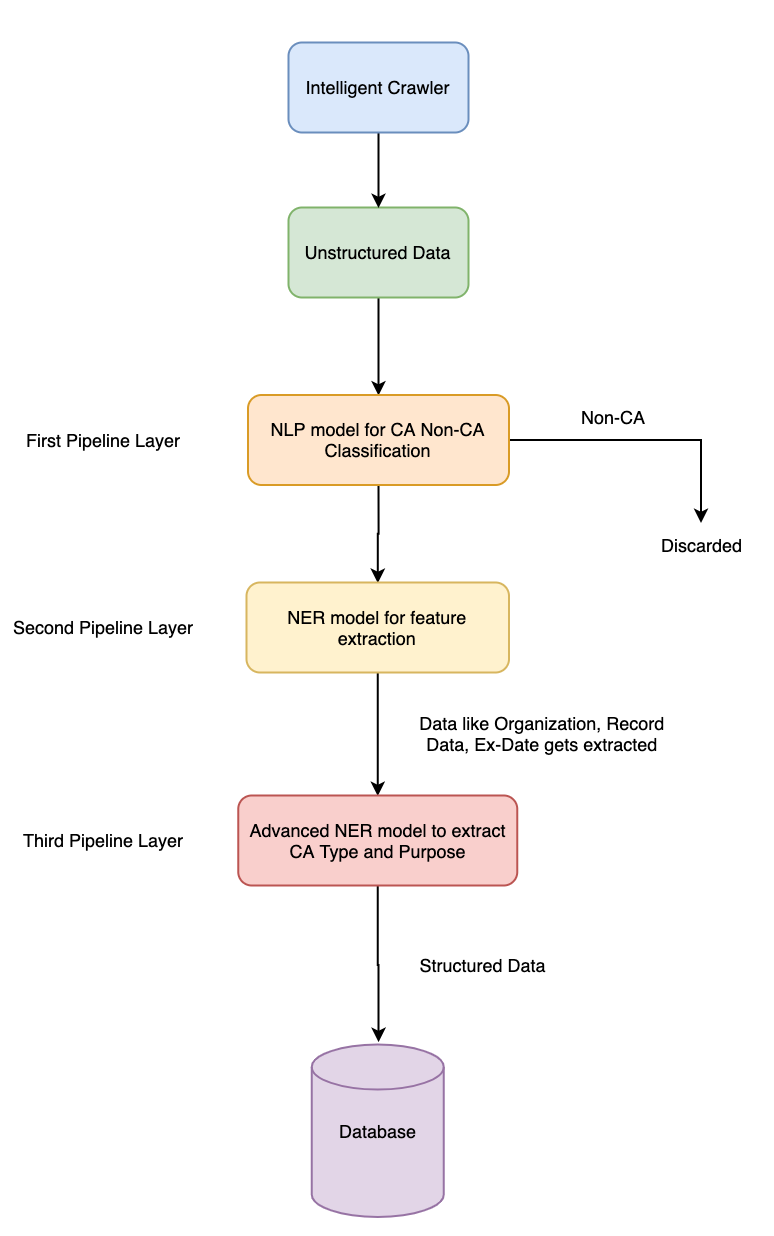 Intelligent Crawler
Unstructured Data
First Pipeline Layer
NLP model for CA Non-CA
Classification
Non-CA
Discarded
Second Pipeline Layer
NER model for feature
extraction
Data like Organization, Record
Data, Ex-Date gets extracted
Third Pipeline Layer
Advanced NER model to extract
CA Type and Purpose
Structured Data
Database